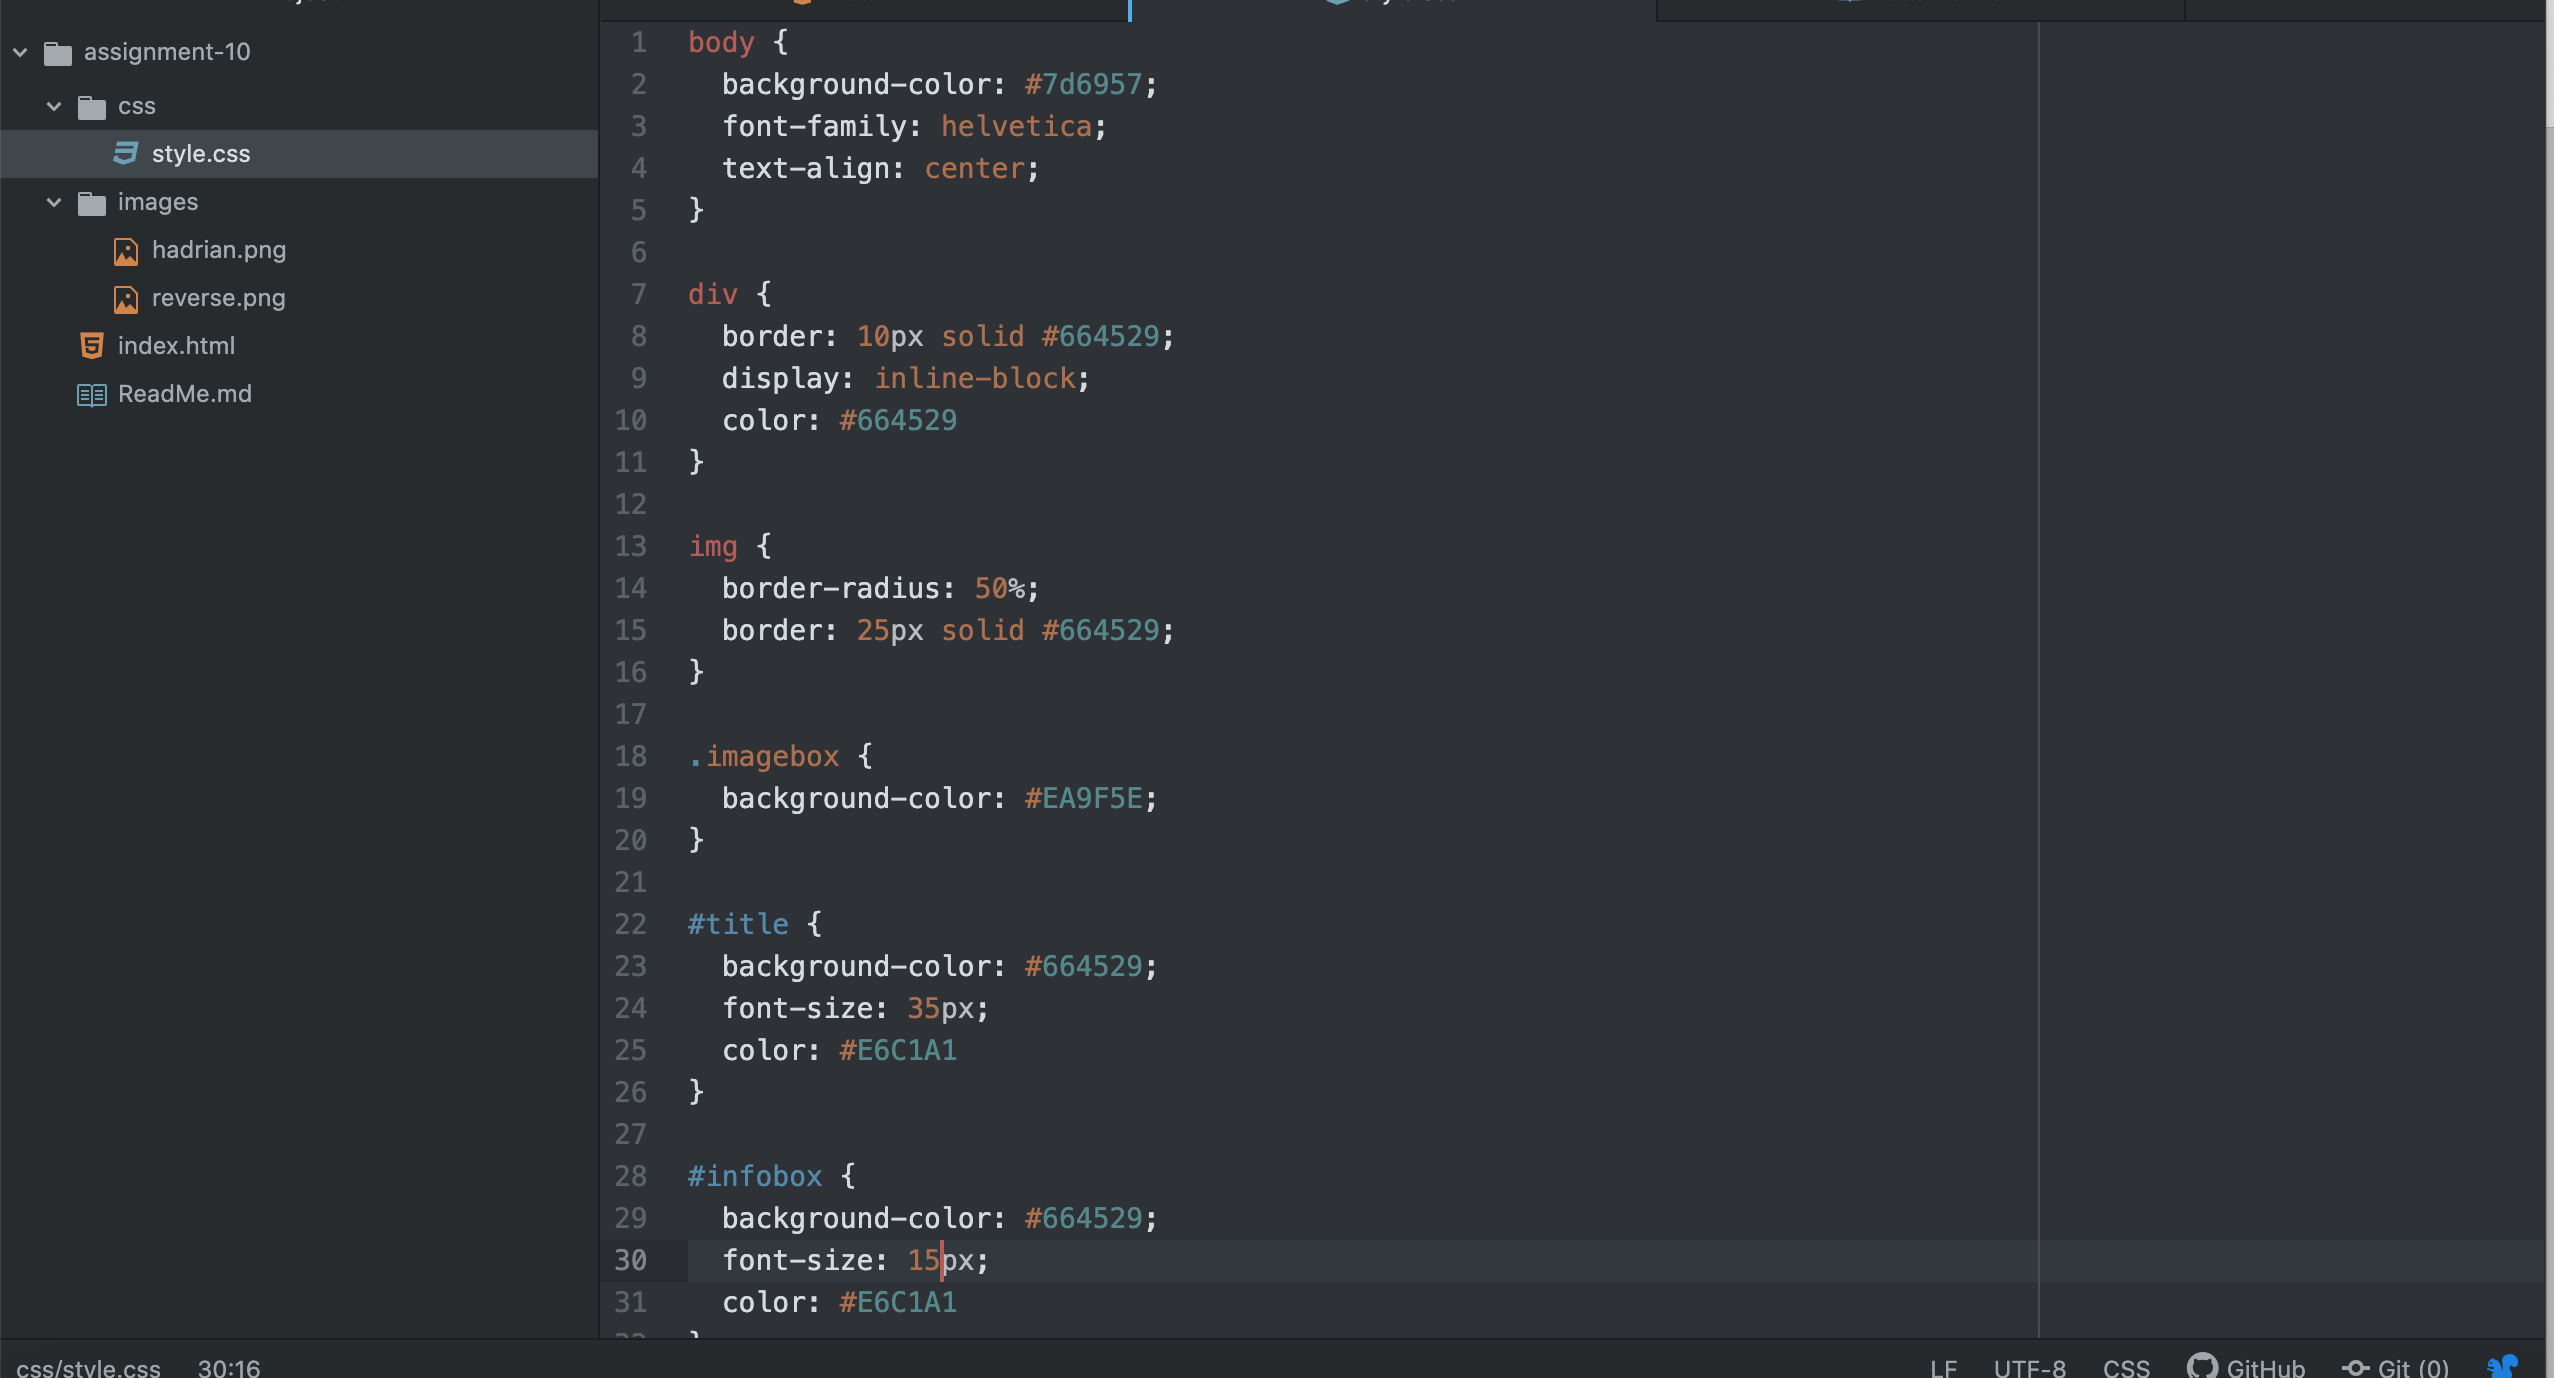 assignment-10
css
style.css
images
hadrian.png
reverse.png
index.html
ReadMe.md
1 body {
2 background-color: #7d6957;
3 font-family: helvetica;
4 text-align: center;
5 }
6
7 div {
8 border: 10px solid #664529;
9 display: inline-block;
10 color: #664529
11 }
12
13 img {
14 border-radius: 50%;
15 border: 25px solid #664529;
16 }
17
18 .imagebox {
19 background-color: #EA9F5E;
20 }
21
22 #title {
23 background-color: #664529;
24 font-size: 35px;
25 color: #E6C1A1
26 }
27
28 #infobox {
29 background-color: #664529;
30 font-size: 15px;
31 color: #E6C1A1
32 }
css/style.css 30:16 LF UTF-8 CSS GitHub Git (0)